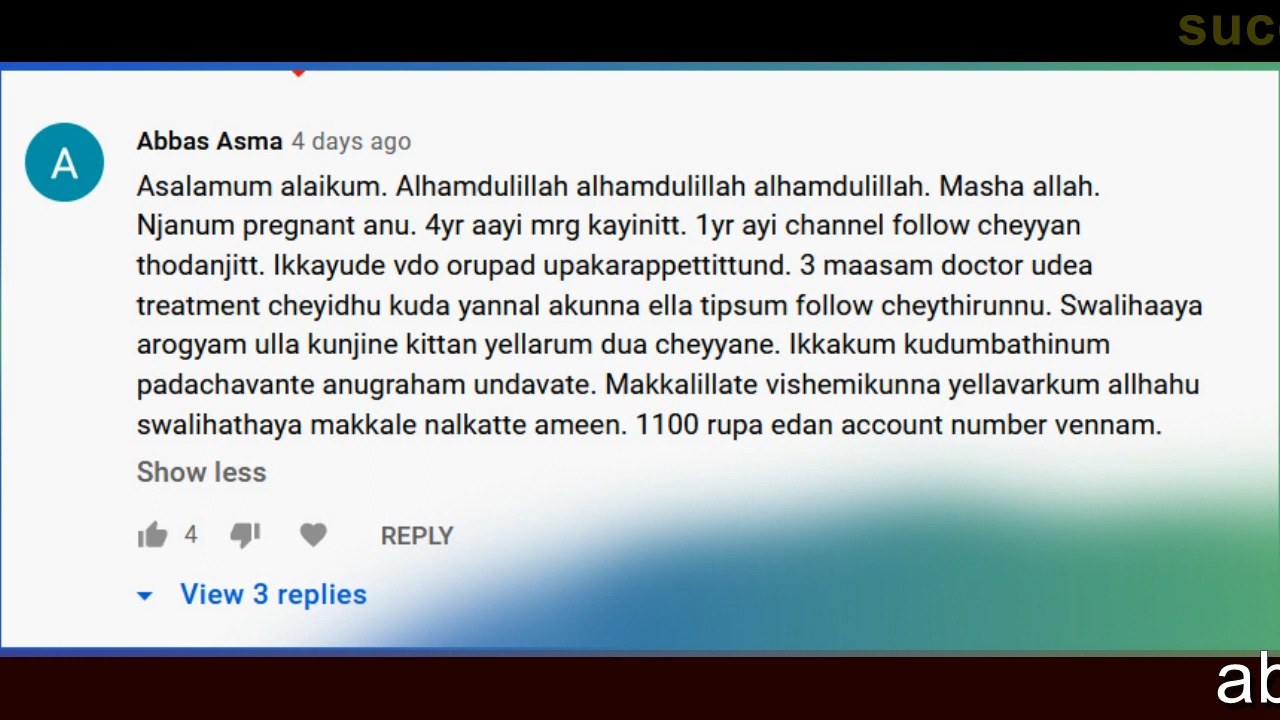 suc
A
Abbas Asma 4 days ago
Asalamum alaikum. Alhamdulillah alhamdulillah alhamdulillah. Masha allah.
Njanum pregnant anu. 4yr aayi mrg kayinitt. 1yr ayi channel follow cheyyan
thodanjitt. Ikkayude vdo orupad upakarappettittund. 3 maasam doctor udea
treatment cheyidhu kuda yannal akunna ella tipsum follow cheythirunnu. Swalihaaya
arogyam ulla kunjine kittan yellarum dua cheyyane. Ikkakum kudumbathinum
padachavante anugraham undavate. Makkalillate vishemikunna yellavarkum allhahu
swalihathaya makkale nalkatte ameen. 1100 rupa edan account number vennam.
Show less
4
REPLY
View 3 replies
ab